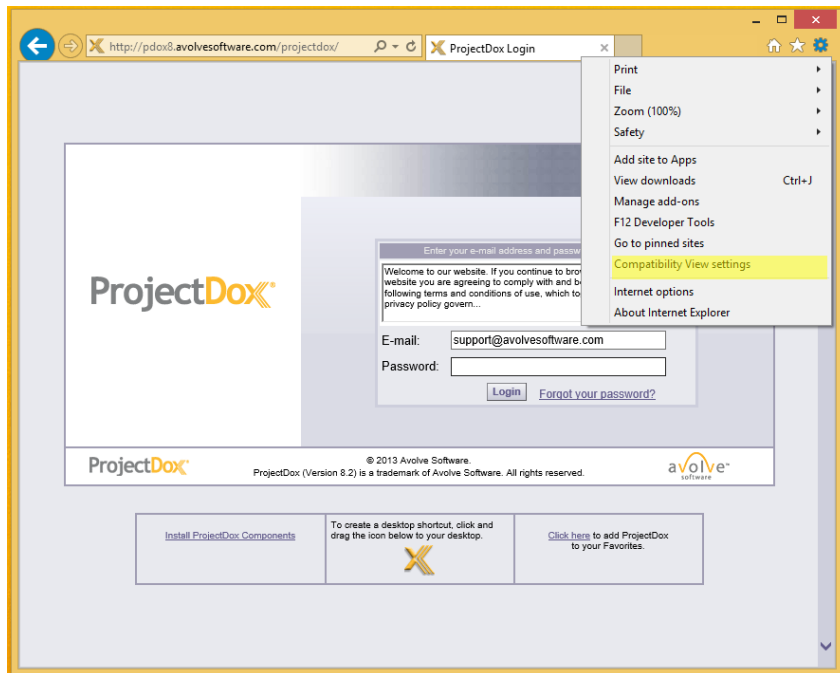 http://pdox8.avolvesoftware.com/projectdox/
ProjectDox Login
Print
File
Zoom (100%)
Safety
Add site to Apps
View downloads Ctrl+J
Manage add-ons
F12 Developer Tools
Go to pinned sites
Compatibility View settings
Internet options
About Internet Explorer
ProjectDox
Enter your e-mail address and
Welcome to our website. If you continue to
website you are agreeing to comply with and
following terms and conditions of use, which
privacy policy govern...
E-mail: support@avolvesoftware.com
Password:
Login Forgot your password?
ProjectDox
© 2013 Avolve Software.
ProjectDox (Version 8.2) is a trademark of Avolve Software. All rights reserved.
avolve
software
Install ProjectDox Components
To create a desktop shortcut, click and
drag the icon below to your desktop.
Click here to add ProjectDox
to your Favorites.